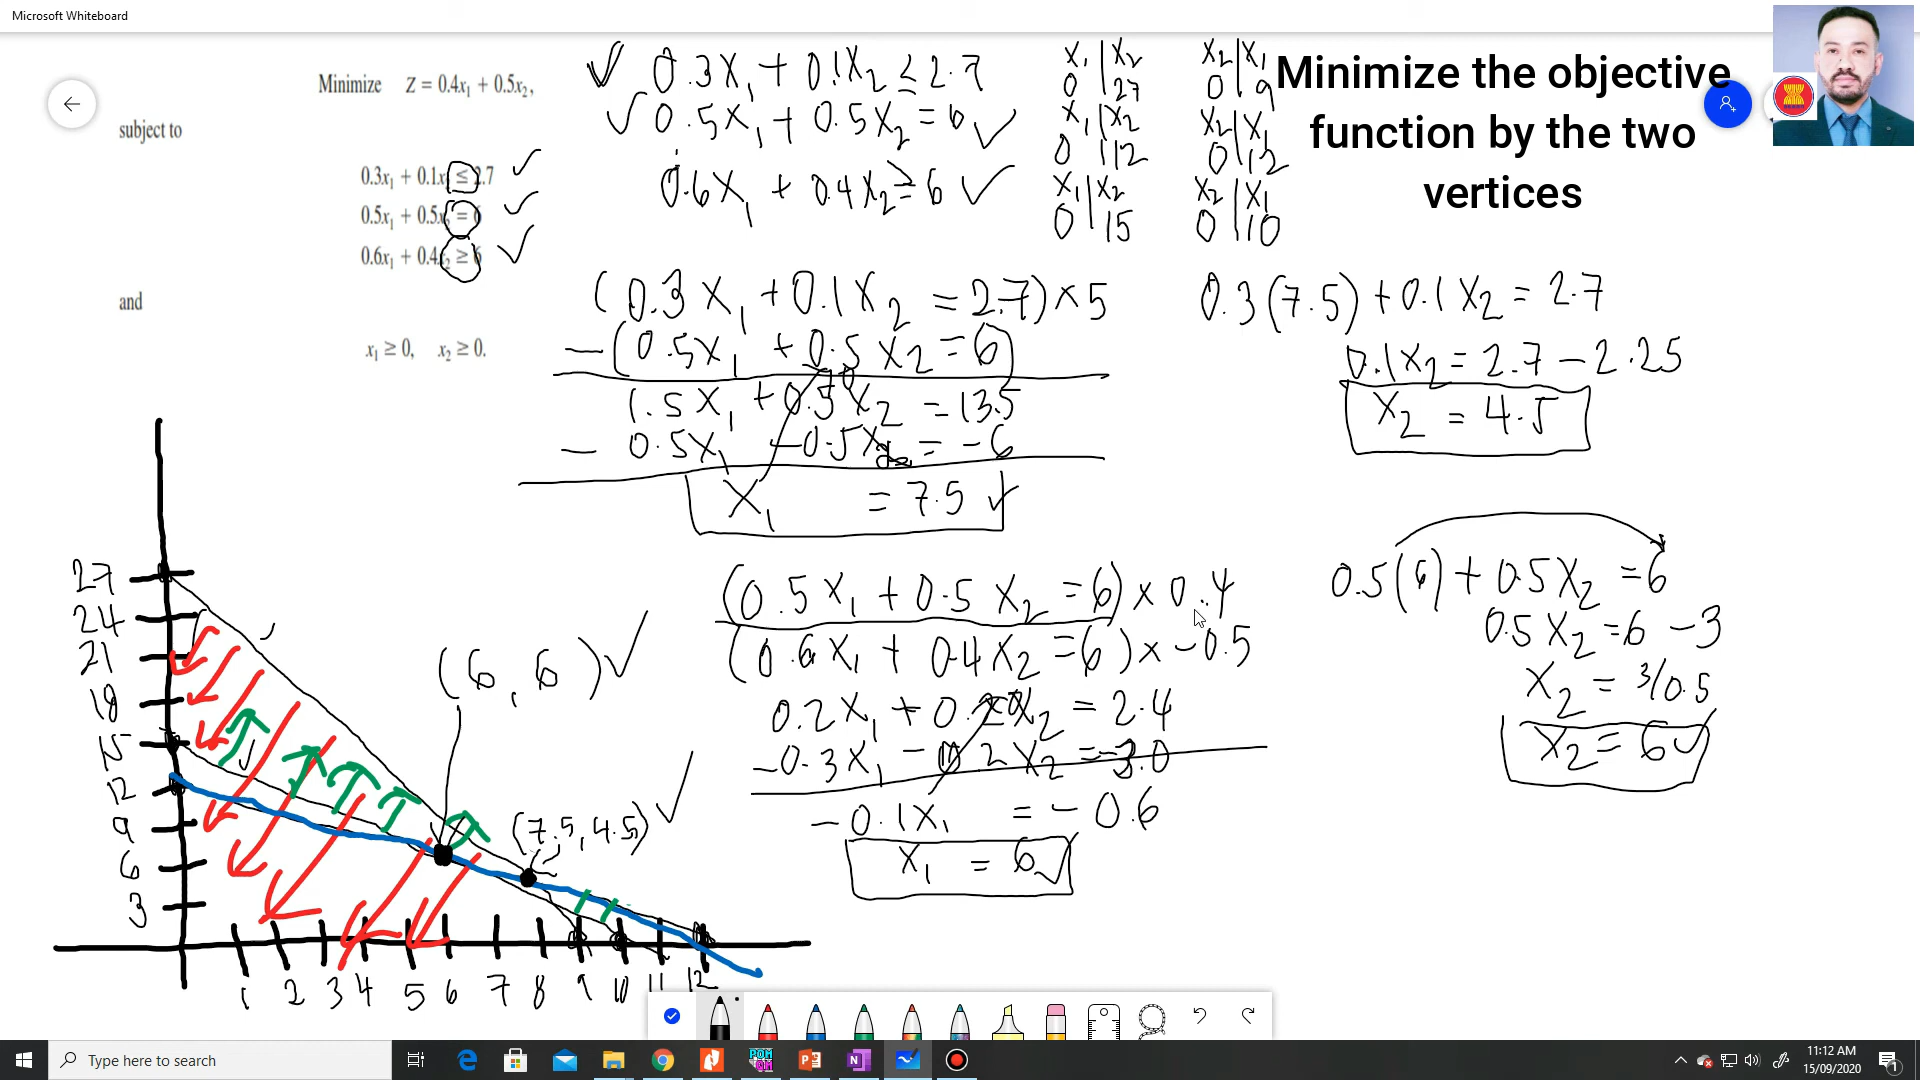 Microsoft Whiteboard
Minimize Z = 0.4x₁ + 0.5x₂,
subject to
0.3x₁ + 0.1x ≤ 2.7
0.5x₁ + 0.5x = 6
0.6x₁ + 0.4x₂ ≥ 6
and
x₁ ≥ 0, x₂ ≥ 0.
0.3X₁ + 0.1X₂ ≤ 2.7
0.5X₁ + 0.5X₂ = 6
0.6X₁ + 0.4X₂ ≥ 6
X₁ | X₂
0 | 27
X₁ | X₂
0 | 12
X₁ | X₂
0 | 15
X₂ | X₁
0 | 9
X₂ | X₁
0 | 12
X₂ | X₁
0 | 10
Minimize the objective
function by the two
vertices
(0.3X₁ + 0.1X₂ = 2.7) × 5
- (0.5X₁ + 0.5X₂ = 6)
1.5X₁ + 0.5X₂ = 13.5
- 0.5X₁ - 0.5X₂ = -6
X₁ = 7.5
0.3(7.5) + 0.1X₂ = 2.7
0.1X₂ = 2.7 - 2.25
X₂ = 4.5
(0.5X₁ + 0.5X₂ = 6) × 0.4
(0.6X₁ + 0.4X₂ = 6) × -0.5
0.2X₁ + 0.2X₂ = 2.4
-0.3X₁ - 0.2X₂ = -3.0
-0.1X₁ = -0.6
X₁ = 6
0.5(6) + 0.5X₂ = 6
0.5X₂ = 6 - 3
X₂ = 3/0.5
X₂ = 6
27
24
21
18
15
12
9
6
3
(6, 6)
(7.5, 4.5)
1 2 3 4 5 6 7 8 9 10 11 12
Type here to search
POM
QM
11:12 AM
15/09/2020
1